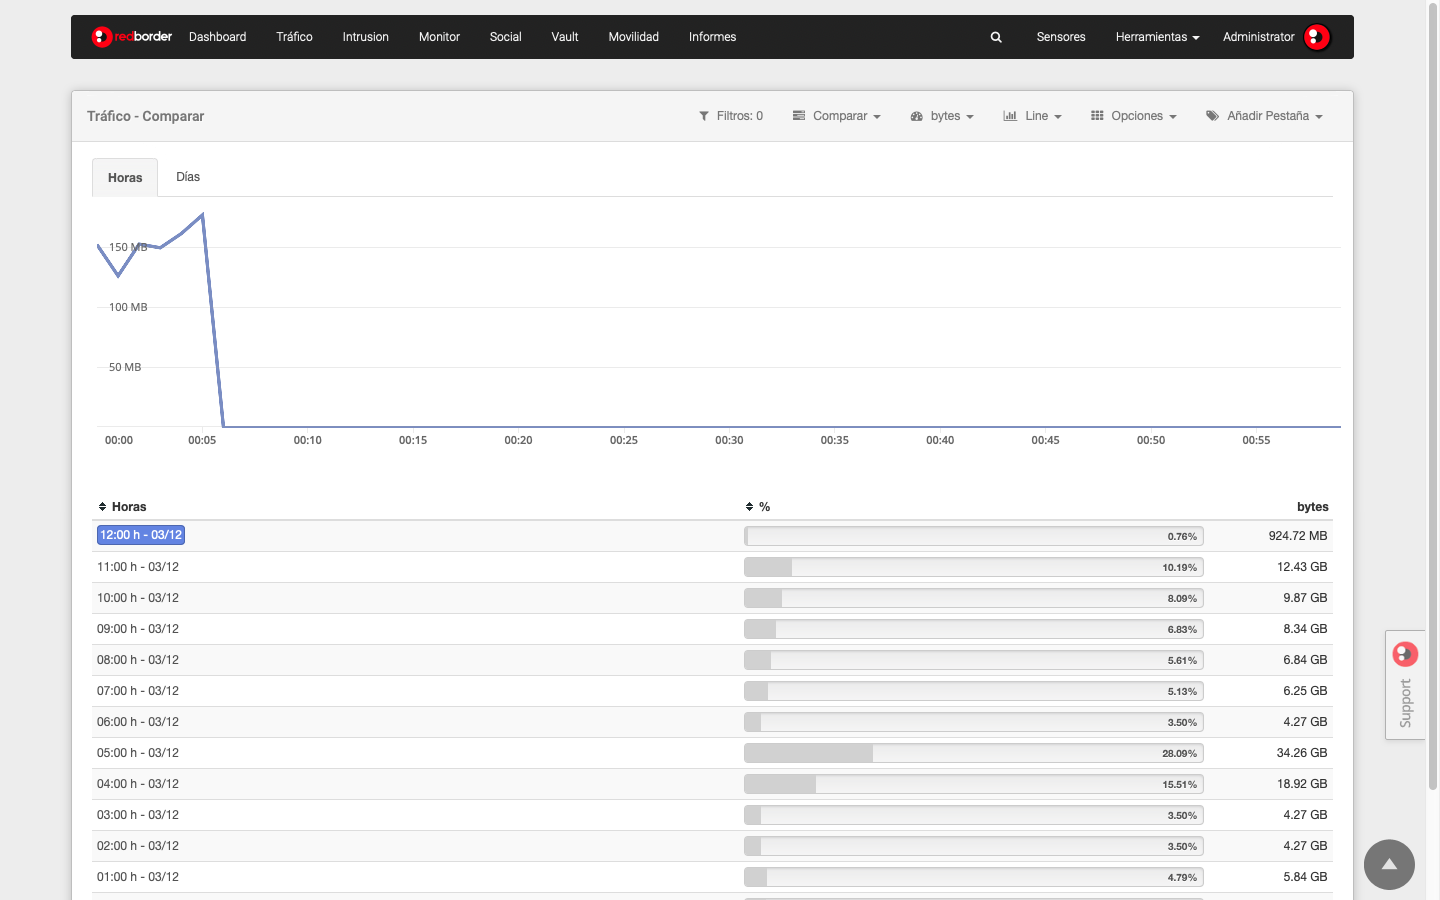 redborder Dashboard Tráfico Intrusion Monitor Social Vault Movilidad Informes Sensores Herramientas Administrator
Tráfico - Comparar Filtros: 0 Comparar bytes Line Opciones Añadir Pestaña
Horas Días
150 MB
100 MB
50 MB
00:00 00:05 00:10 00:15 00:20 00:25 00:30 00:35 00:40 00:45 00:50 00:55
Horas % bytes
12:00 h - 03/12 0.76% 924.72 MB
11:00 h - 03/12 10.19% 12.43 GB
10:00 h - 03/12 8.09% 9.87 GB
09:00 h - 03/12 6.83% 8.34 GB
08:00 h - 03/12 5.61% 6.84 GB
07:00 h - 03/12 5.13% 6.25 GB
06:00 h - 03/12 3.50% 4.27 GB
05:00 h - 03/12 28.09% 34.26 GB
04:00 h - 03/12 15.51% 18.92 GB
03:00 h - 03/12 3.50% 4.27 GB
02:00 h - 03/12 3.50% 4.27 GB
01:00 h - 03/12 4.79% 5.84 GB
Support